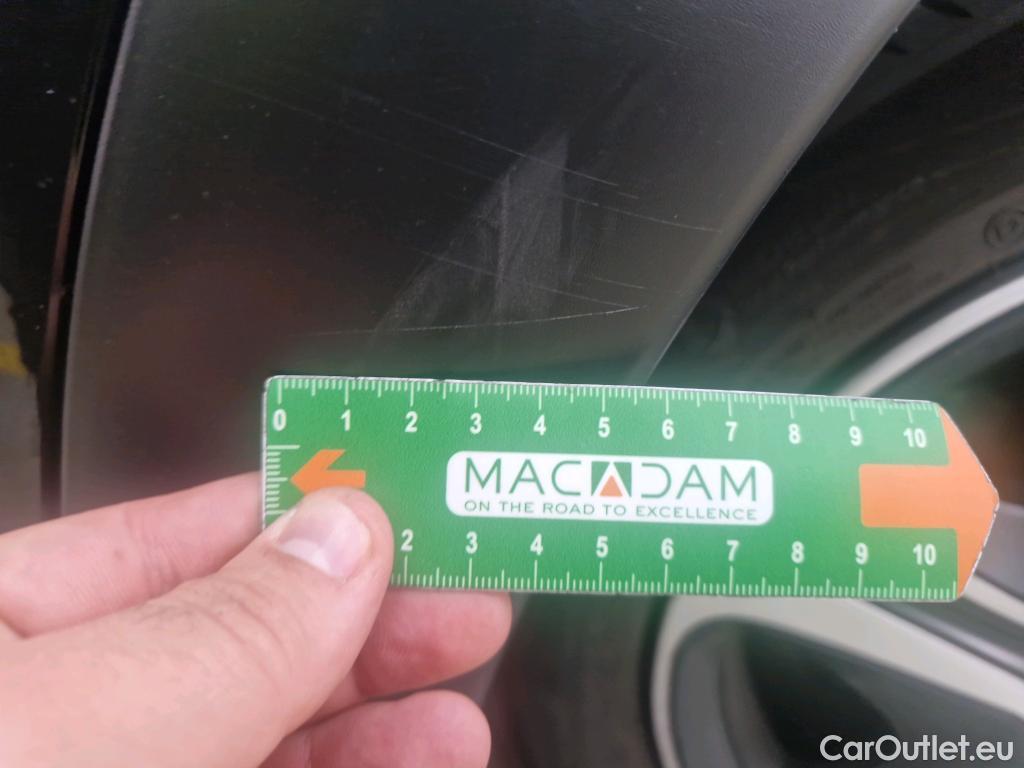 0 1 2 3 4 5 6 7 8 9 10
MACADAM
ON THE ROAD TO EXCELLENCE
2 3 4 5 6 7 8 9 10
CarOutlet.eu